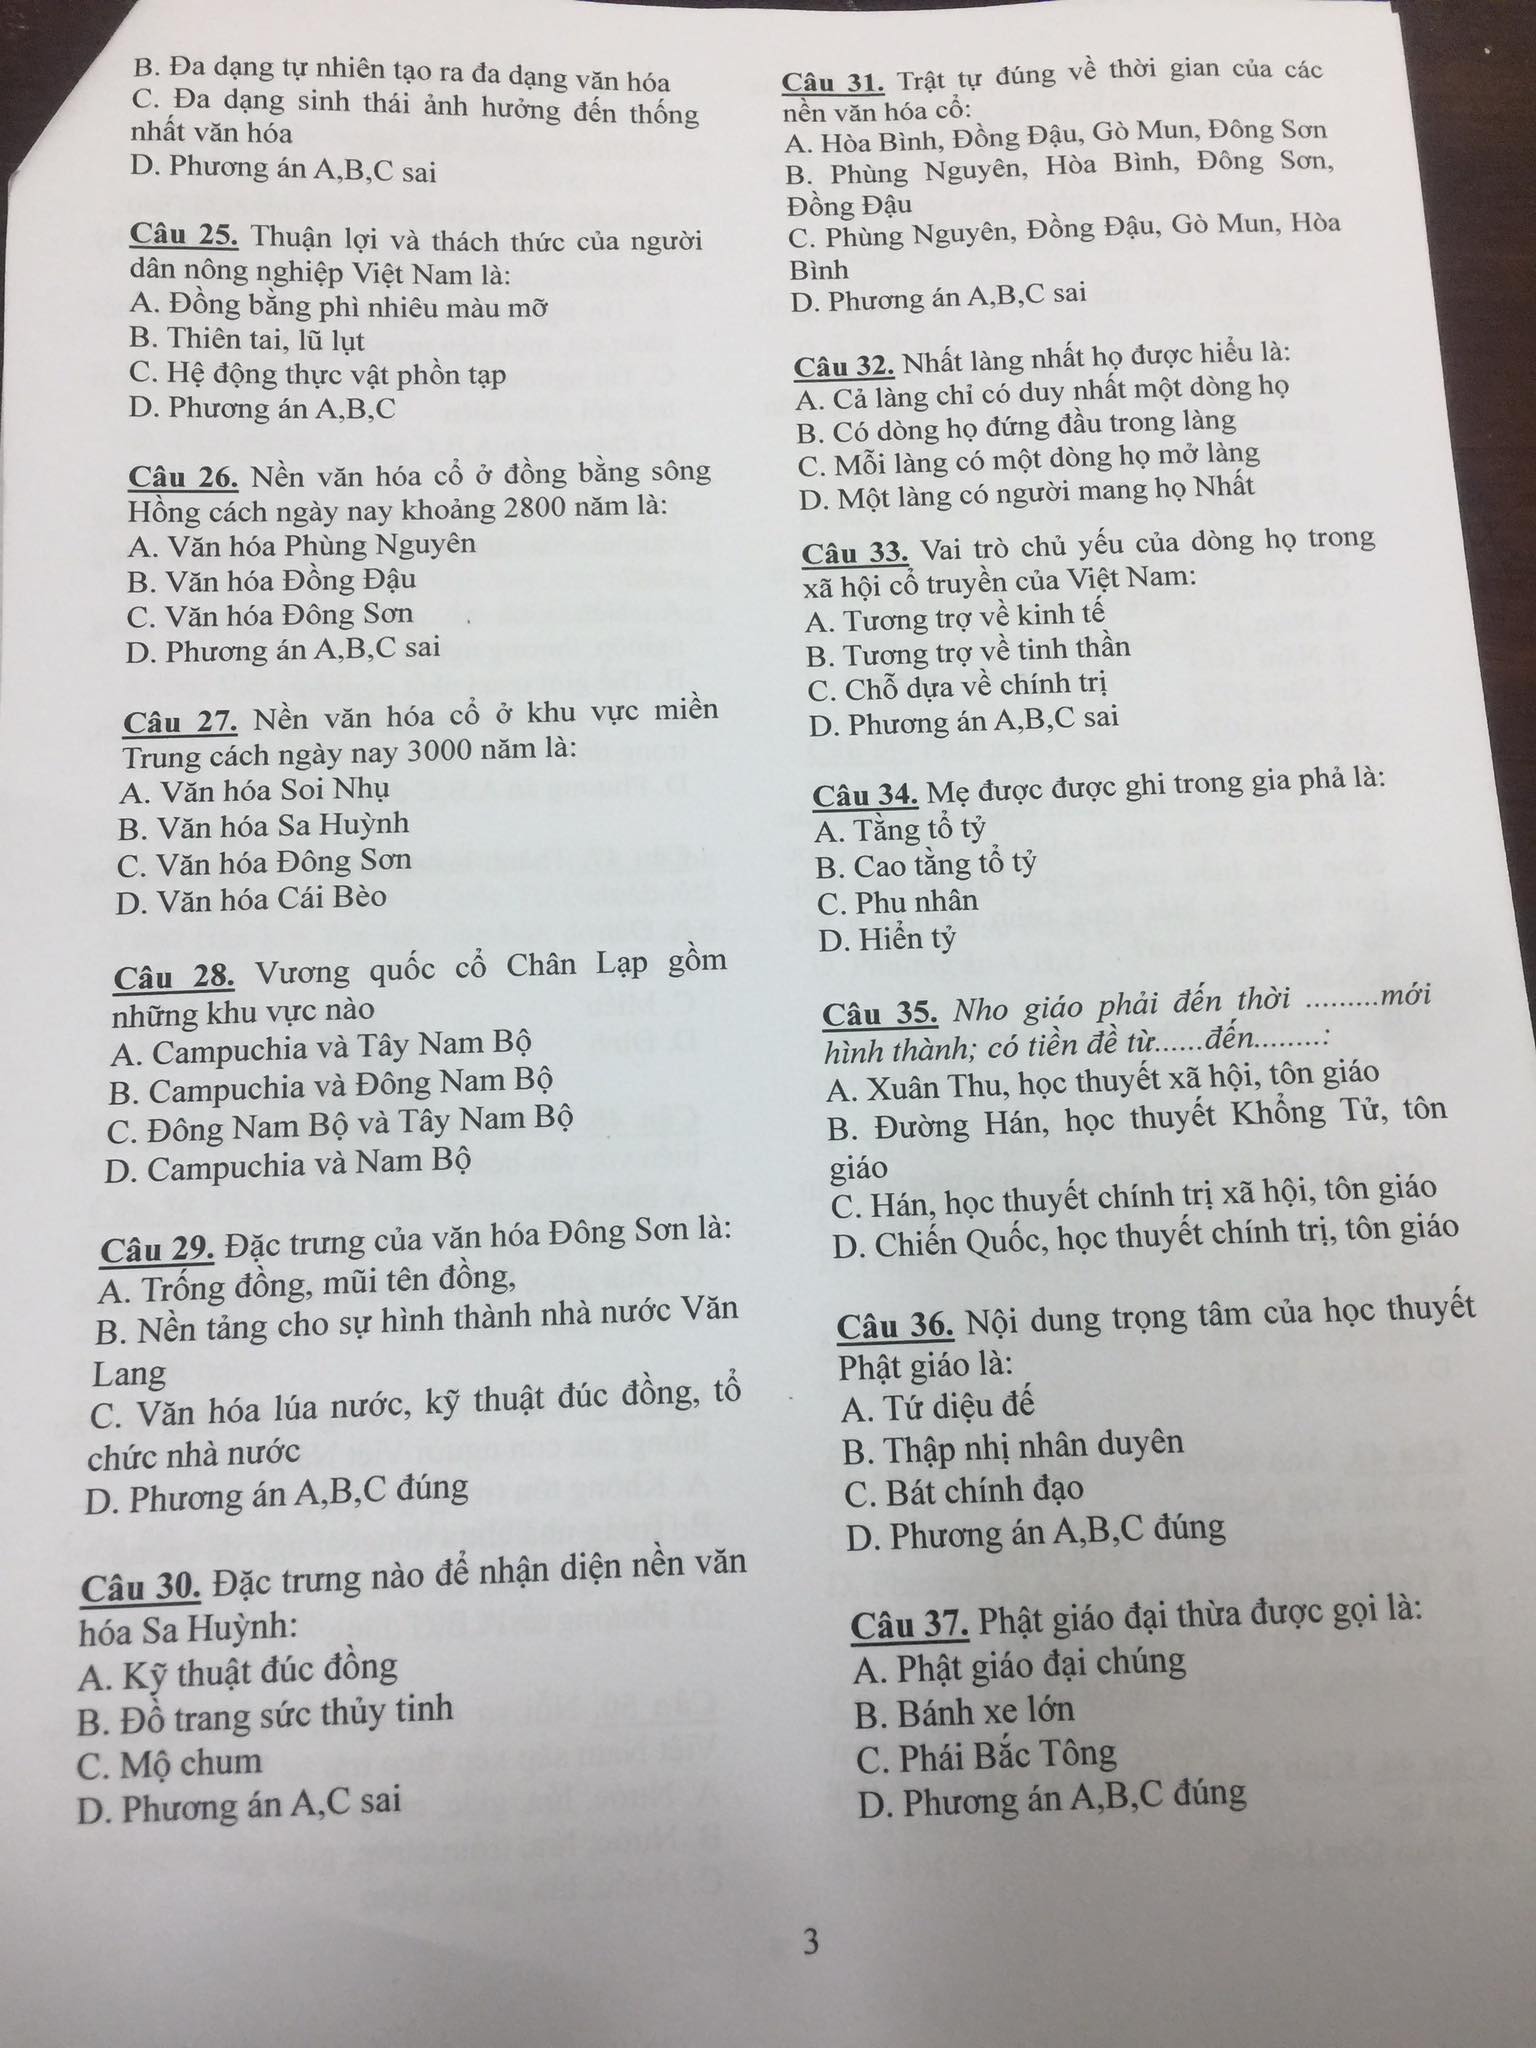 B. Đa dạng tự nhiên tạo ra đa dạng văn hóa
C. Đa dạng sinh thái ảnh hưởng đến thống
nhất văn hóa
D. Phương án A,B,C sai
Câu 25. Thuận lợi và thách thức của người
dân nông nghiệp Việt Nam là:
A. Đồng bằng phì nhiêu màu mỡ
B. Thiên tai, lũ lụt
C. Hệ động thực vật phồn tạp
D. Phương án A,B,C
Câu 26. Nền văn hóa cổ ở đồng bằng sông
Hồng cách ngày nay khoảng 2800 năm là:
A. Văn hóa Phùng Nguyên
B. Văn hóa Đồng Đậu
C. Văn hóa Đông Sơn
D. Phương án A,B,C sai
Câu 27. Nền văn hóa cổ ở khu vực miền
Trung cách ngày nay 3000 năm là:
A. Văn hóa Soi Nhụ
B. Văn hóa Sa Huỳnh
C. Văn hóa Đông Sơn
D. Văn hóa Cái Bèo
Câu 28. Vương quốc cổ Chân Lạp gồm
những khu vực nào
A. Campuchia và Tây Nam Bộ
B. Campuchia và Đông Nam Bộ
C. Đông Nam Bộ và Tây Nam Bộ
D. Campuchia và Nam Bộ
Câu 29. Đặc trưng của văn hóa Đông Sơn là:
A. Trống đồng, mũi tên đồng,
B. Nền tảng cho sự hình thành nhà nước Văn
Lang
C. Văn hóa lúa nước, kỹ thuật đúc đồng, tổ
chức nhà nước
D. Phương án A,B,C đúng
Câu 30. Đặc trưng nào để nhận diện nền văn
hóa Sa Huỳnh:
A. Kỹ thuật đúc đồng
B. Đồ trang sức thủy tinh
C. Mộ chum
D. Phương án A,C sai
Câu 31. Trật tự đúng về thời gian của các
nền văn hóa cổ:
A. Hòa Bình, Đồng Đậu, Gò Mun, Đông Sơn
B. Phùng Nguyên, Hòa Bình, Đông Sơn,
Đồng Đậu
C. Phùng Nguyên, Đồng Đậu, Gò Mun, Hòa
Bình
D. Phương án A,B,C sai
Câu 32. Nhất làng nhất họ được hiểu là:
A. Cả làng chỉ có duy nhất một dòng họ
B. Có dòng họ đứng đầu trong làng
C. Mỗi làng có một dòng họ mở làng
D. Một làng có người mang họ Nhất
Câu 33. Vai trò chủ yếu của dòng họ trong
xã hội cổ truyền của Việt Nam:
A. Tương trợ về kinh tế
B. Tương trợ về tinh thần
C. Chỗ dựa về chính trị
D. Phương án A,B,C sai
Câu 34. Mẹ được được ghi trong gia phả là:
A. Tằng tổ tỷ
B. Cao tằng tổ tỷ
C. Phu nhân
D. Hiển tỷ
Câu 35. Nho giáo phải đến thời .........mới
hình thành; có tiền đề từ......đến.........:
A. Xuân Thu, học thuyết xã hội, tôn giáo
B. Đường Hán, học thuyết Khổng Tử, tôn
giáo
C. Hán, học thuyết chính trị xã hội, tôn giáo
D. Chiến Quốc, học thuyết chính trị, tôn giáo
Câu 36. Nội dung trọng tâm của học thuyết
Phật giáo là:
A. Tứ diệu đế
B. Thập nhị nhân duyên
C. Bát chính đạo
D. Phương án A,B,C đúng
Câu 37. Phật giáo đại thừa được gọi là:
A. Phật giáo đại chúng
B. Bánh xe lớn
C. Phái Bắc Tông
D. Phương án A,B,C đúng
3